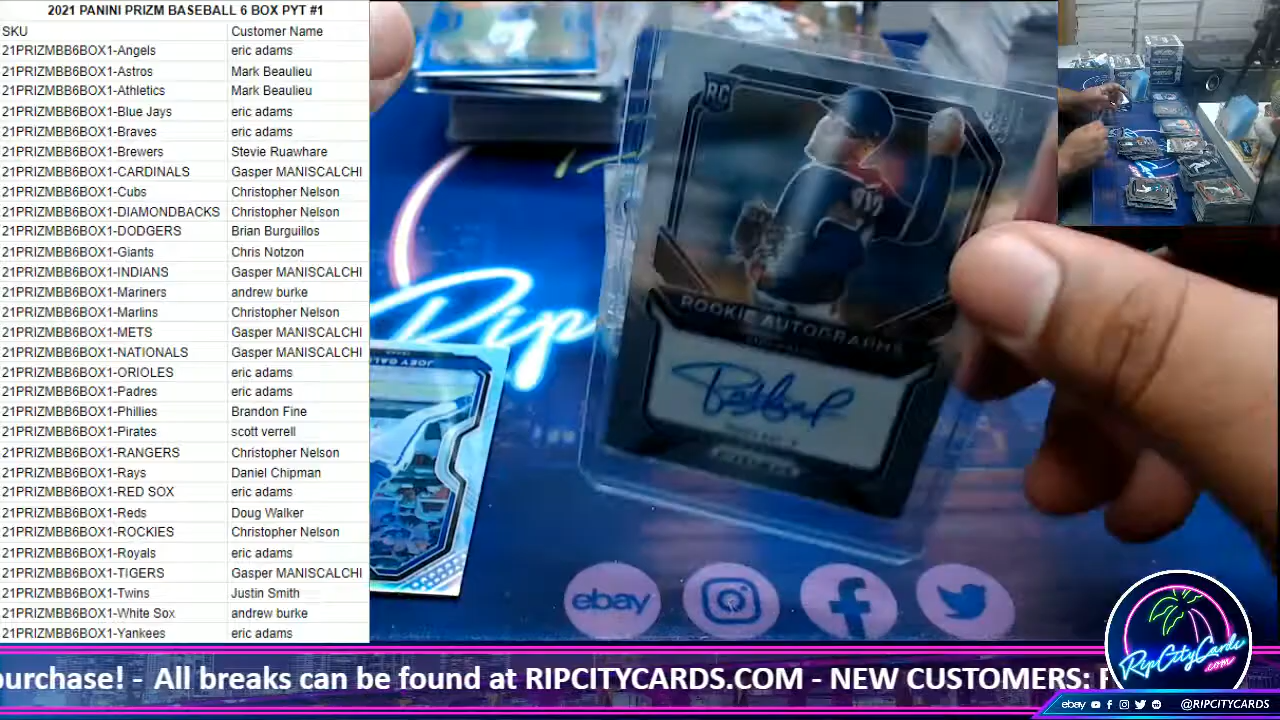 2021 PANINI PRIZM BASEBALL 6 BOX PYT #1
SKU Customer Name
21PRIZMBB6BOX1-Angels eric adams
21PRIZMBB6BOX1-Astros Mark Beaulieu
21PRIZMBB6BOX1-Athletics Mark Beaulieu
21PRIZMBB6BOX1-Blue Jays eric adams
21PRIZMBB6BOX1-Braves eric adams
21PRIZMBB6BOX1-Brewers Stevie Ruawhare
21PRIZMBB6BOX1-CARDINALS Gasper MANISCALCHI
21PRIZMBB6BOX1-Cubs Christopher Nelson
21PRIZMBB6BOX1-DIAMONDBACKS Christopher Nelson
21PRIZMBB6BOX1-DODGERS Brian Burguillos
21PRIZMBB6BOX1-Giants Chris Notzon
21PRIZMBB6BOX1-INDIANS Gasper MANISCALCHI
21PRIZMBB6BOX1-Mariners andrew burke
21PRIZMBB6BOX1-Marlins Christopher Nelson
21PRIZMBB6BOX1-METS Gasper MANISCALCHI
21PRIZMBB6BOX1-NATIONALS Gasper MANISCALCHI
21PRIZMBB6BOX1-ORIOLES eric adams
21PRIZMBB6BOX1-Padres eric adams
21PRIZMBB6BOX1-Phillies Brandon Fine
21PRIZMBB6BOX1-Pirates scott verrell
21PRIZMBB6BOX1-RANGERS Christopher Nelson
21PRIZMBB6BOX1-Rays Daniel Chipman
21PRIZMBB6BOX1-RED SOX eric adams
21PRIZMBB6BOX1-Reds Doug Walker
21PRIZMBB6BOX1-ROCKIES Christopher Nelson
21PRIZMBB6BOX1-Royals eric adams
21PRIZMBB6BOX1-TIGERS Gasper MANISCALCHI
21PRIZMBB6BOX1-Twins Justin Smith
21PRIZMBB6BOX1-White Sox andrew burke
21PRIZMBB6BOX1-Yankees eric adams
RC
ROOKIE AUTOGRAPHS
Rip
JOEY GAL
ebay
urchase! - All breaks can be found at RIPCITYCARDS.COM - NEW CUSTOMERS: F
RipCityCards
.com
ebay @RIPCITYCARDS